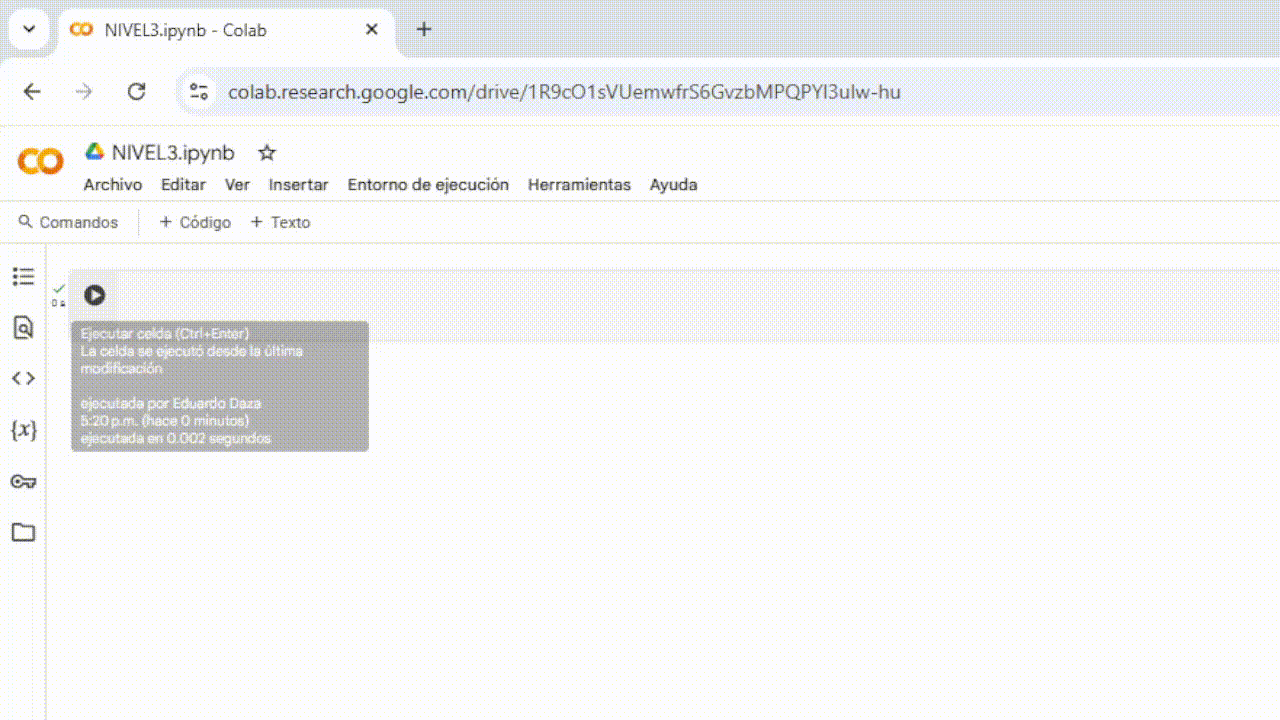 NIVEL3.ipynb - Colab
colab.research.google.com/drive/1R9cO1sVUemwfrS6GvzbMPQPYI3ulw-hu
NIVEL3.ipynb
Archivo Editar Ver Insertar Entorno de ejecución Herramientas Ayuda
Comandos + Código + Texto
Ejecutar celda (Ctrl+Enter)
La celda se ejecutó desde la última
modificación
ejecutada por Eduardo Daza
5:20 p.m. (hace 0 minutos)
ejecutada en 0.002 segundos